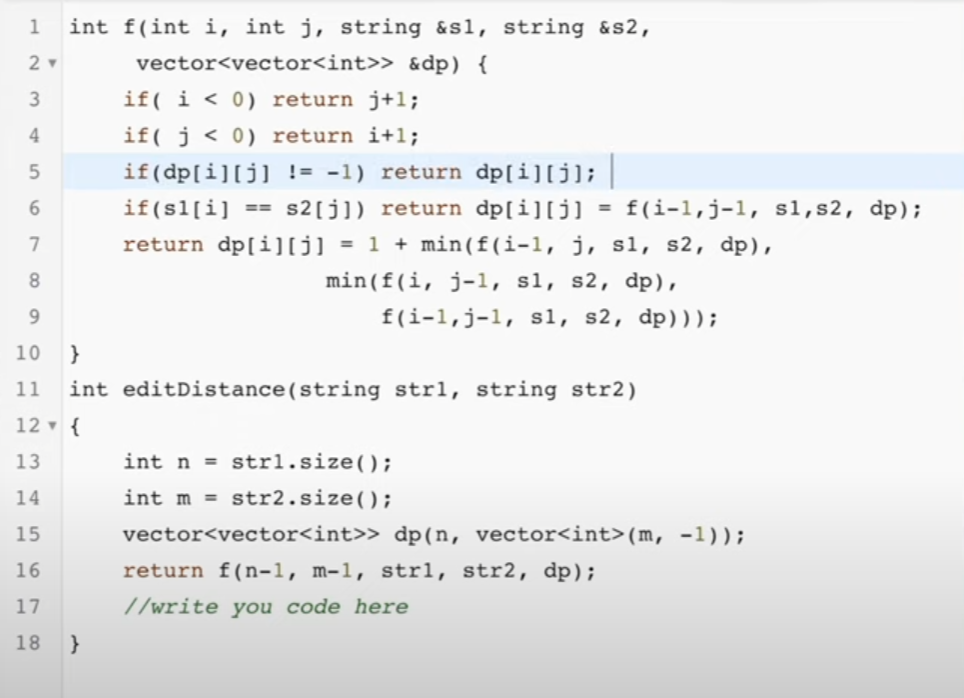 1 int f(int i, int j, string &s1, string &s2,
2 vector<vector<int>> &dp) {
3 if( i < 0) return j+1;
4 if( j < 0) return i+1;
5 if(dp[i][j] != -1) return dp[i][j];
6 if(s1[i] == s2[j]) return dp[i][j] = f(i-1,j-1, s1,s2, dp);
7 return dp[i][j] = 1 + min(f(i-1, j, s1, s2, dp),
8 min(f(i, j-1, s1, s2, dp),
9 f(i-1,j-1, s1, s2, dp)));
10 }
11 int editDistance(string str1, string str2)
12 {
13 int n = str1.size();
14 int m = str2.size();
15 vector<vector<int>> dp(n, vector<int>(m, -1));
16 return f(n-1, m-1, str1, str2, dp);
17 //write you code here
18 }